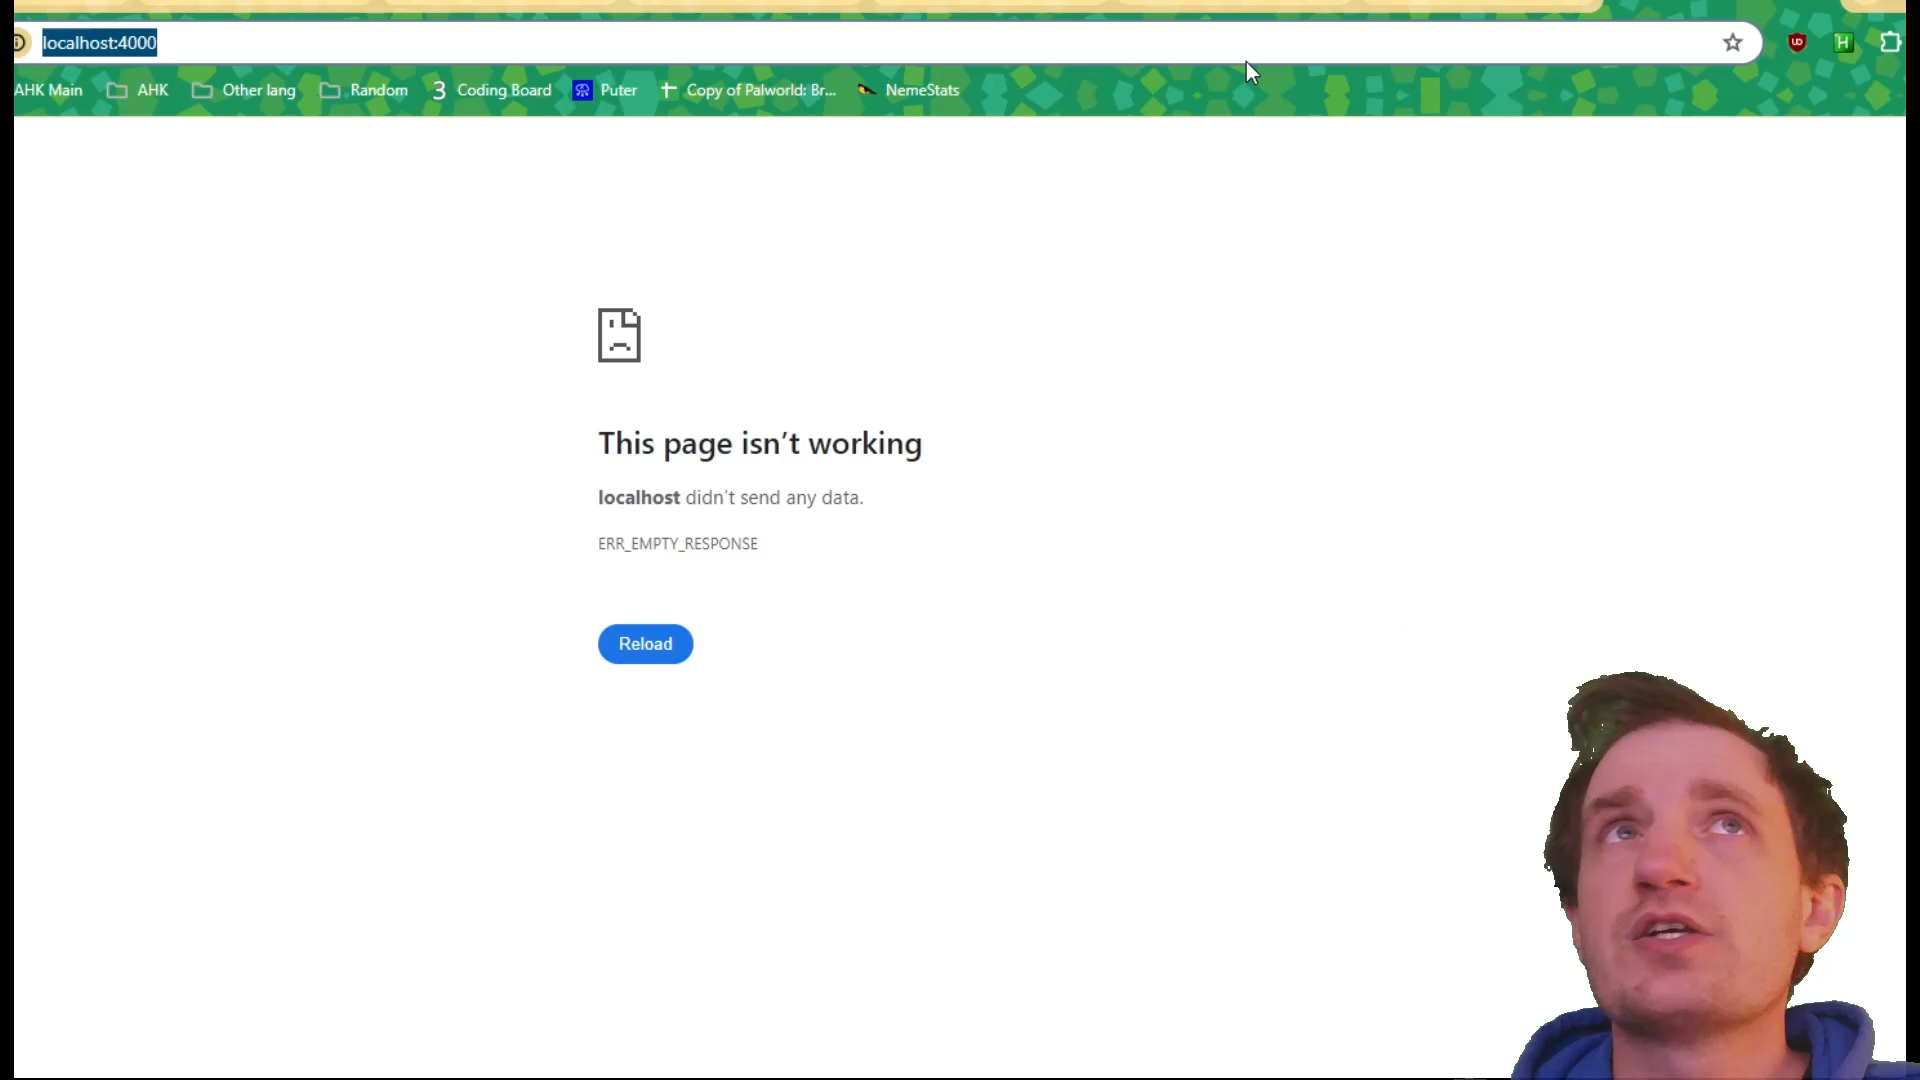 localhost:4000
UD
H
AHK Main AHK Other lang Random 3 Coding Board Puter Copy of Palworld: Br... NemeStats
This page isn’t working
localhost didn’t send any data.
ERR_EMPTY_RESPONSE
Reload